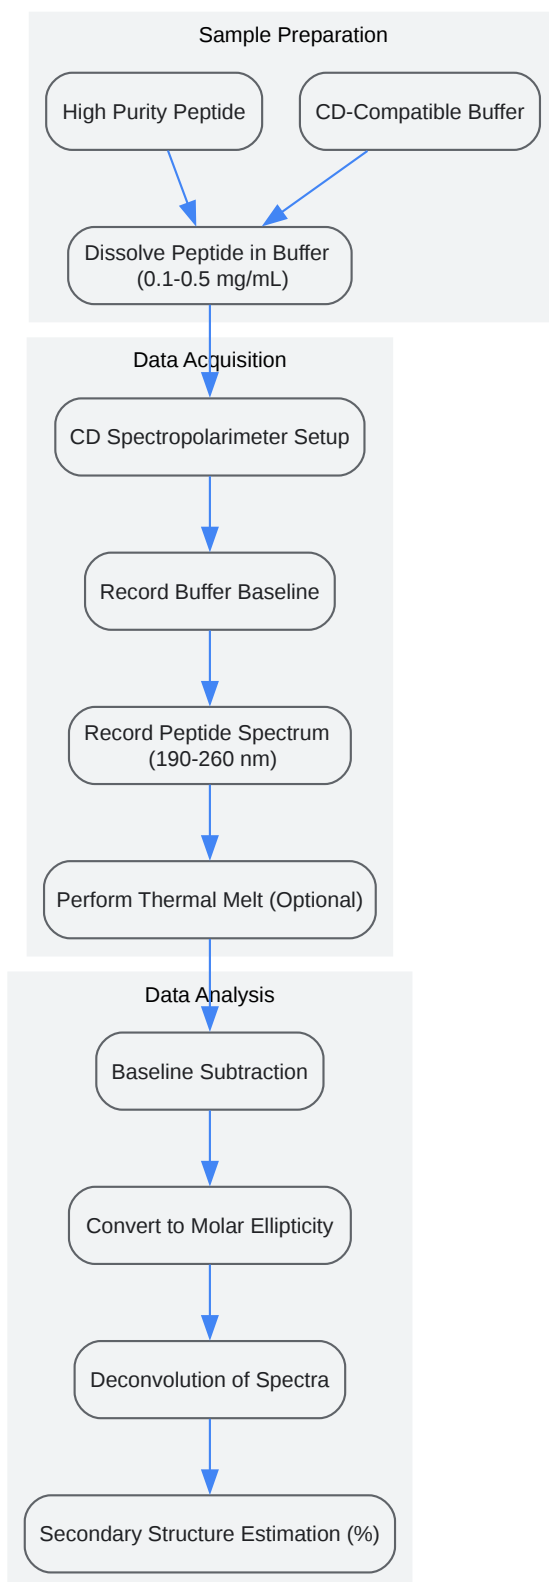 Sample Preparation
High Purity Peptide
CD-Compatible Buffer
Dissolve Peptide in Buffer
(0.1-0.5 mg/mL)
Data Acquisition
CD Spectropolarimeter Setup
Record Buffer Baseline
Record Peptide Spectrum
(190-260 nm)
Perform Thermal Melt (Optional)
Data Analysis
Baseline Subtraction
Convert to Molar Ellipticity
Deconvolution of Spectra
Secondary Structure Estimation (%)